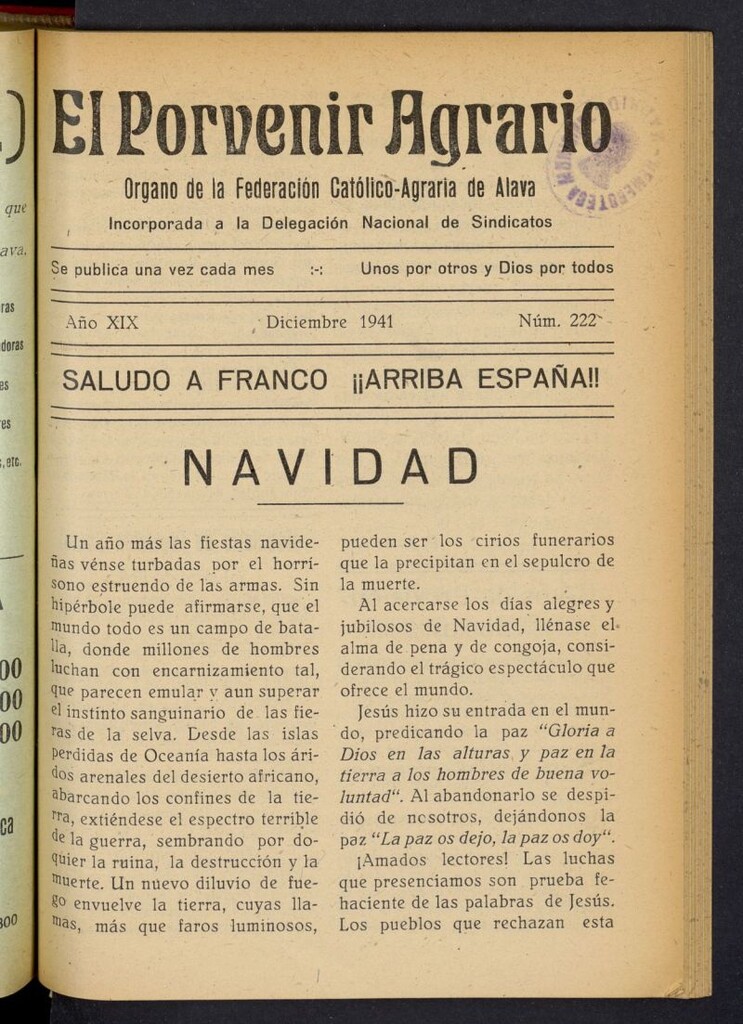 El Porvenir Agrario
Organo de la Federación Católico-Agraria de Alava
Incorporada a la Delegación Nacional de Sindicatos
Se publica una vez cada mes :-: Unos por otros y Dios por todos
Año XIX Diciembre 1941 Núm. 222
SALUDO A FRANCO ¡¡ARRIBA ESPAÑA!!
NAVIDAD
Un año más las fiestas navide-
ñas vénse turbadas por el horrí-
sono estruendo de las armas. Sin
hipérbole puede afirmarse, que el
mundo todo es un campo de bata-
lla, donde millones de hombres
luchan con encarnizamiento tal,
que parecen emular y aun superar
el instinto sanguinario de las fie-
ras de la selva. Desde las islas
perdidas de Oceanía hasta los ári-
dos arenales del desierto africano,
abarcando los confines de la tie-
rra, extiéndese el espectro terrible
de la guerra, sembrando por do-
quier la ruina, la destrucción y la
muerte. Un nuevo diluvio de fue-
go envuelve la tierra, cuyas lla-
mas, más que faros luminosos,
pueden ser los cirios funerarios
que la precipitan en el sepulcro de
la muerte.
Al acercarse los días alegres y
jubilosos de Navidad, llénase el
alma de pena y de congoja, consi-
derando el trágico espectáculo que
ofrece el mundo.
Jesús hizo su entrada en el mun-
do, predicando la paz "Gloria a
Dios en las alturas y paz en la
tierra a los hombres de buena vo-
luntad". Al abandonarlo se despi-
dió de nosotros, dejándonos la
paz "La paz os dejo, la paz os doy".
¡Amados lectores! Las luchas
que presenciamos son prueba fe-
haciente de las palabras de Jesús.
Los pueblos que rechazan esta
que
ava,
ras
doras
es
res
s, etc.
00
00
00
ca
300